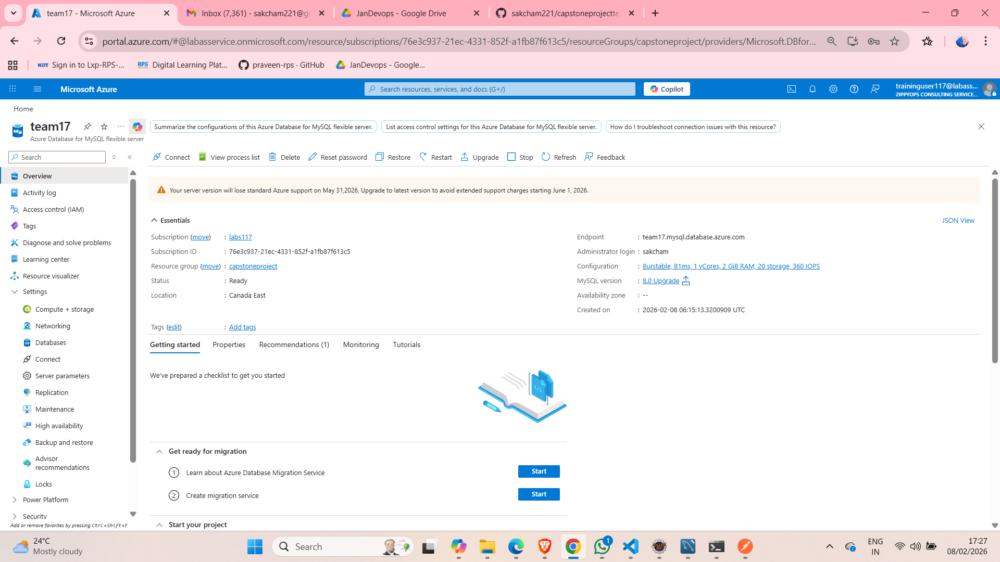 team17 - Microsoft Azure
Inbox (7,361) - sakcham221@gr
JanDevops - Google Drive
sakcham221/capstoneprojectte
portal.azure.com/#@labasservice.onmicrosoft.com/resource/subscriptions/76e3c937-21ec-4331-852f-a1fb87f613c5/resourceGroups/capstoneproject/providers/Microsoft.DBfor...
NIIT Sign in to Lxp-RPS-...
RPS Digital Learning Plat...
praveen-rps · GitHub
JanDevops - Google...
Microsoft Azure
Search resources, services, and docs (G+/)
Copilot
traininguser117@labass...
ZIPPYOPS CONSULTING SERVICE...
Home
team17
Azure Database for MySQL flexible server
Summarize the configurations of this Azure Database for MySQL flexible server.
List access control settings for this Azure Database for MySQL flexible server.
How do I troubleshoot connection issues with this resource?
Search
Connect
View process list
Delete
Reset password
Restore
Restart
Upgrade
Stop
Refresh
Feedback
Overview
Activity log
Access control (IAM)
Tags
Diagnose and solve problems
Learning center
Resource visualizer
Settings
Compute + storage
Networking
Databases
Connect
Server parameters
Replication
Maintenance
High availability
Backup and restore
Advisor
recommendations
Locks
Power Platform
Security
Add or remove favorites by pressing Ctrl+Shift+F
Your server version will lose standard Azure support on May 31,2026, Upgrade to latest version to avoid extended support charges starting June 1, 2026.
Essentials
JSON View
Subscription (move) : labs117
Subscription ID : 76e3c937-21ec-4331-852f-a1fb87f613c5
Resource group (move) : capstoneproject
Status : Ready
Location : Canada East
Tags (edit) : Add tags
Endpoint : team17.mysql.database.azure.com
Administrator login : sakcham
Configuration : Burstable, B1ms, 1 vCores, 2 GiB RAM, 20 storage, 360 IOPS
MySQL version : 8.0 Upgrade
Availability zone : --
Created on : 2026-02-08 06:15:13.3200909 UTC
Getting started
Properties
Recommendations (1)
Monitoring
Tutorials
We've prepared a checklist to get you started
Get ready for migration
1 Learn about Azure Database Migration Service
Start
2 Create migration service
Start
Start your project
24°C
Mostly cloudy
Search
1
ENG
IN
17:27
08/02/2026